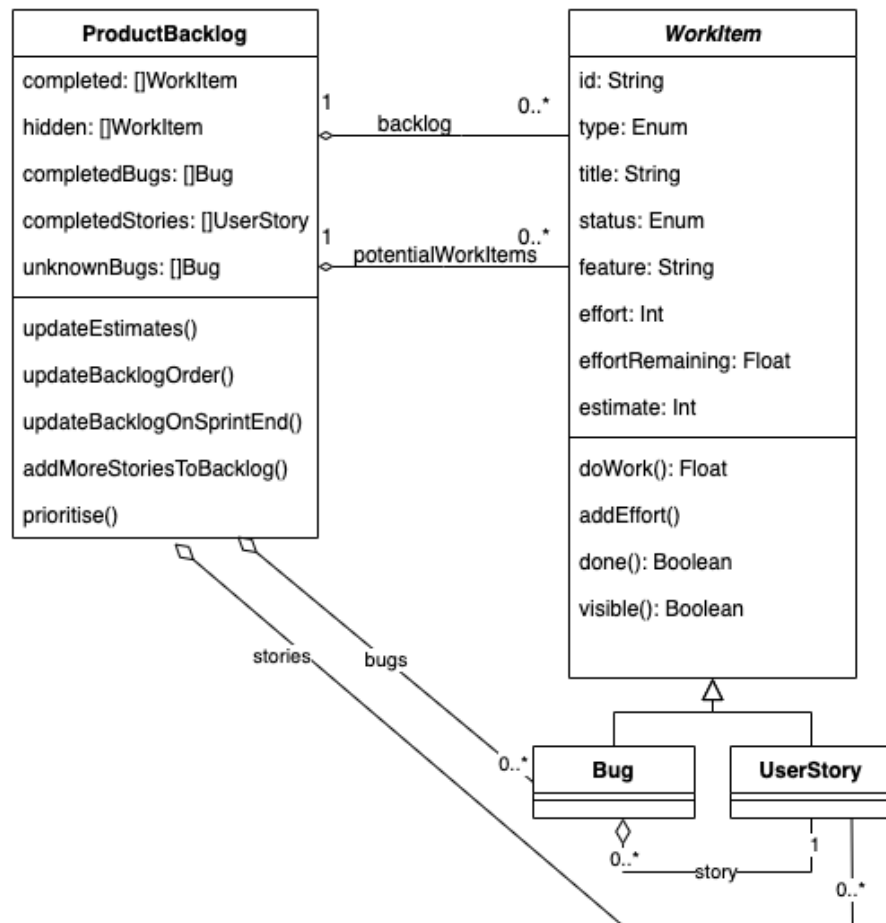 ProductBacklog
completed: []WorkItem
hidden: []WorkItem
completedBugs: []Bug
completedStories: []UserStory
unknownBugs: []Bug
updateEstimates()
updateBacklogOrder()
updateBacklogOnSprintEnd()
addMoreStoriesToBacklog()
prioritise()
1
backlog
0..*
1
potentialWorkItems
0..*
WorkItem
id: String
type: Enum
title: String
status: Enum
feature: String
effort: Int
effortRemaining: Float
estimate: Int
doWork(): Float
addEffort()
done(): Boolean
visible(): Boolean
stories
bugs
0..*
Bug
UserStory
0..*
story
1
0..*